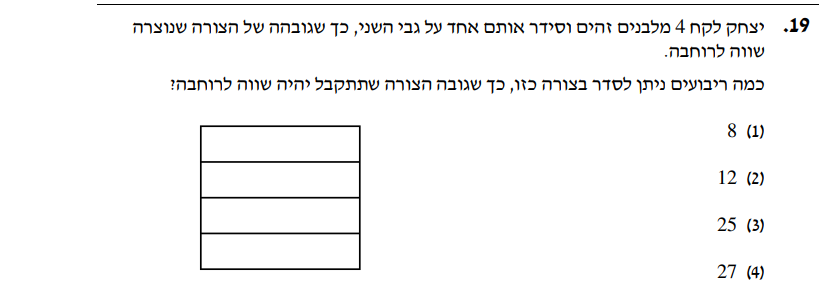 19. יצחק לקח 4 מלבנים זהים וסידר אותם אחד על גבי השני, כך שגובהה של הצורה שנוצרה
שווה לרוחבה.
כמה ריבועים ניתן לסדר בצורה כזו, כך שגובה הצורה שתתקבל יהיה שווה לרוחבה?
(1) 8
(2) 12
(3) 25
(4) 27